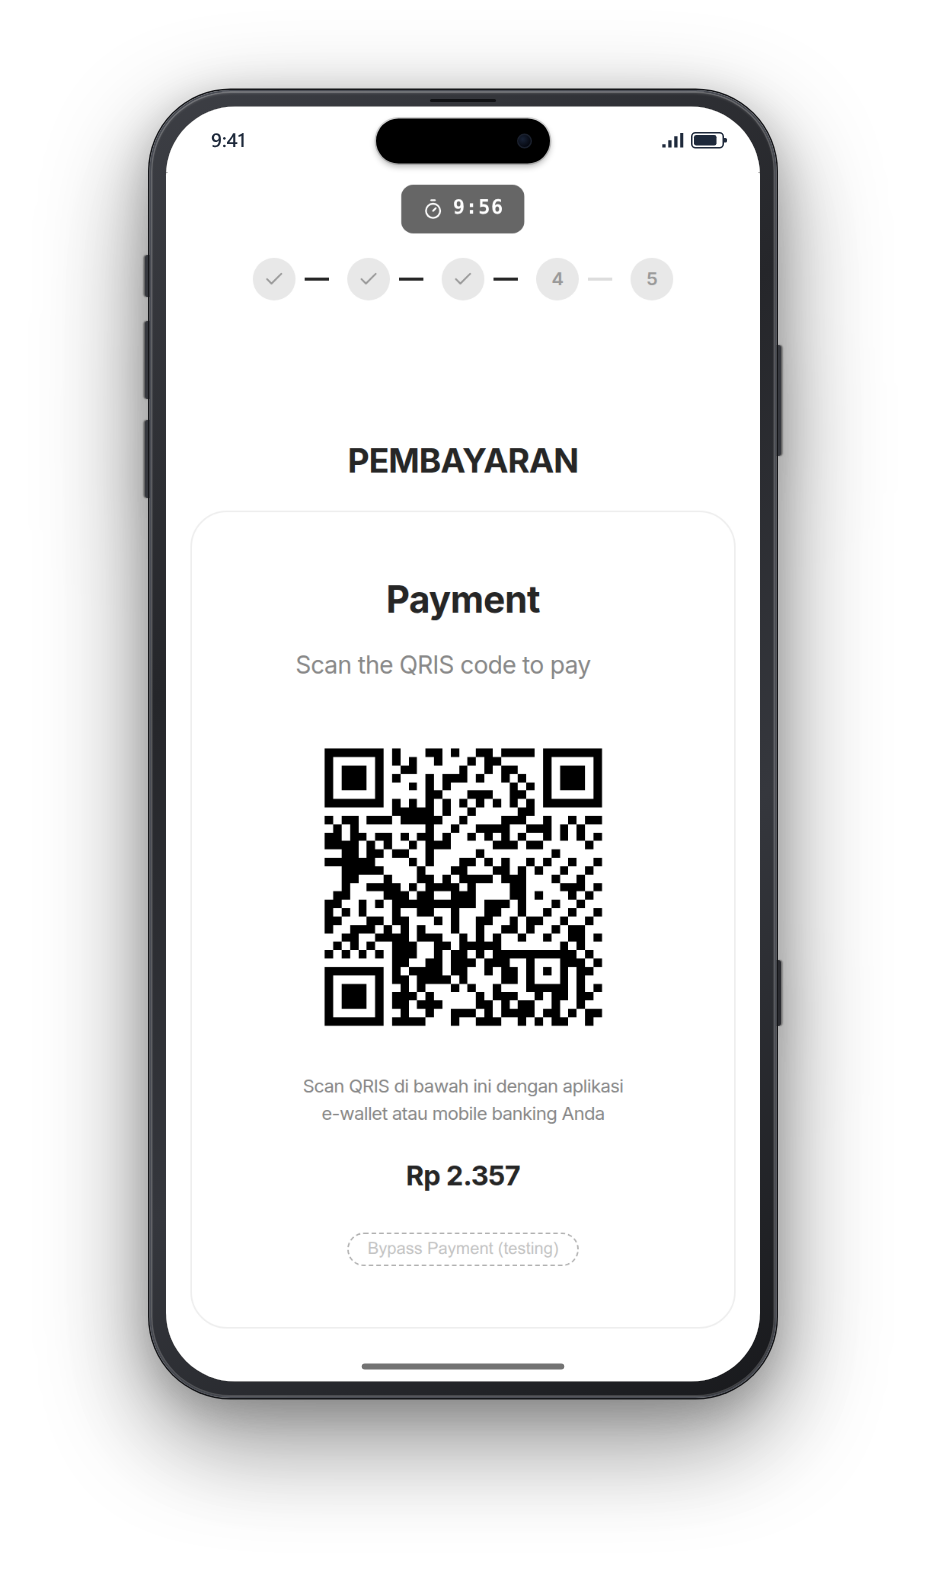 9:41
9:56
4
5
PEMBAYARAN
Payment
Scan the QRIS code to pay
Scan QRIS di bawah ini dengan aplikasi
e-wallet atau mobile banking Anda
Rp 2.357
Bypass Payment (testing)